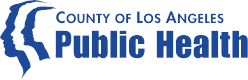 COUNTY OF LOS ANGELES
Public Health